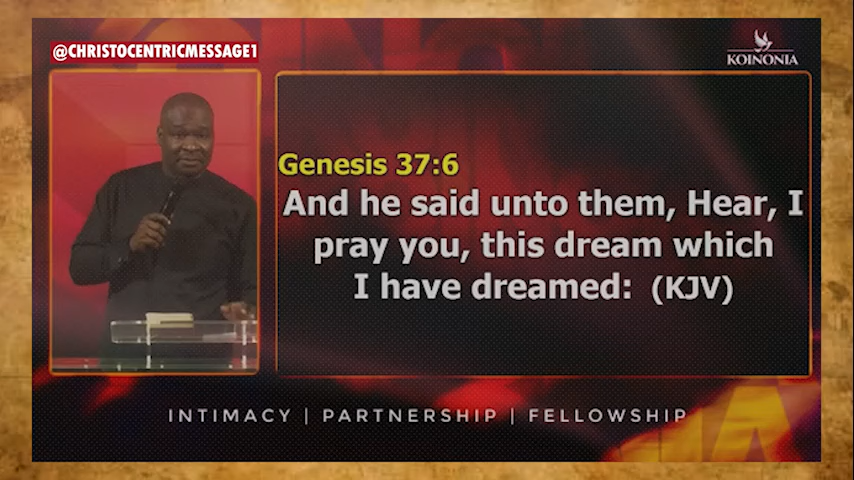 @CHRISTOCENTRICMESSAGE1
KOINONIA
Genesis 37:6
And he said unto them, Hear, I
pray you, this dream which
I have dreamed: (KJV)
INTIMACY | PARTNERSHIP | FELLOWSHIP